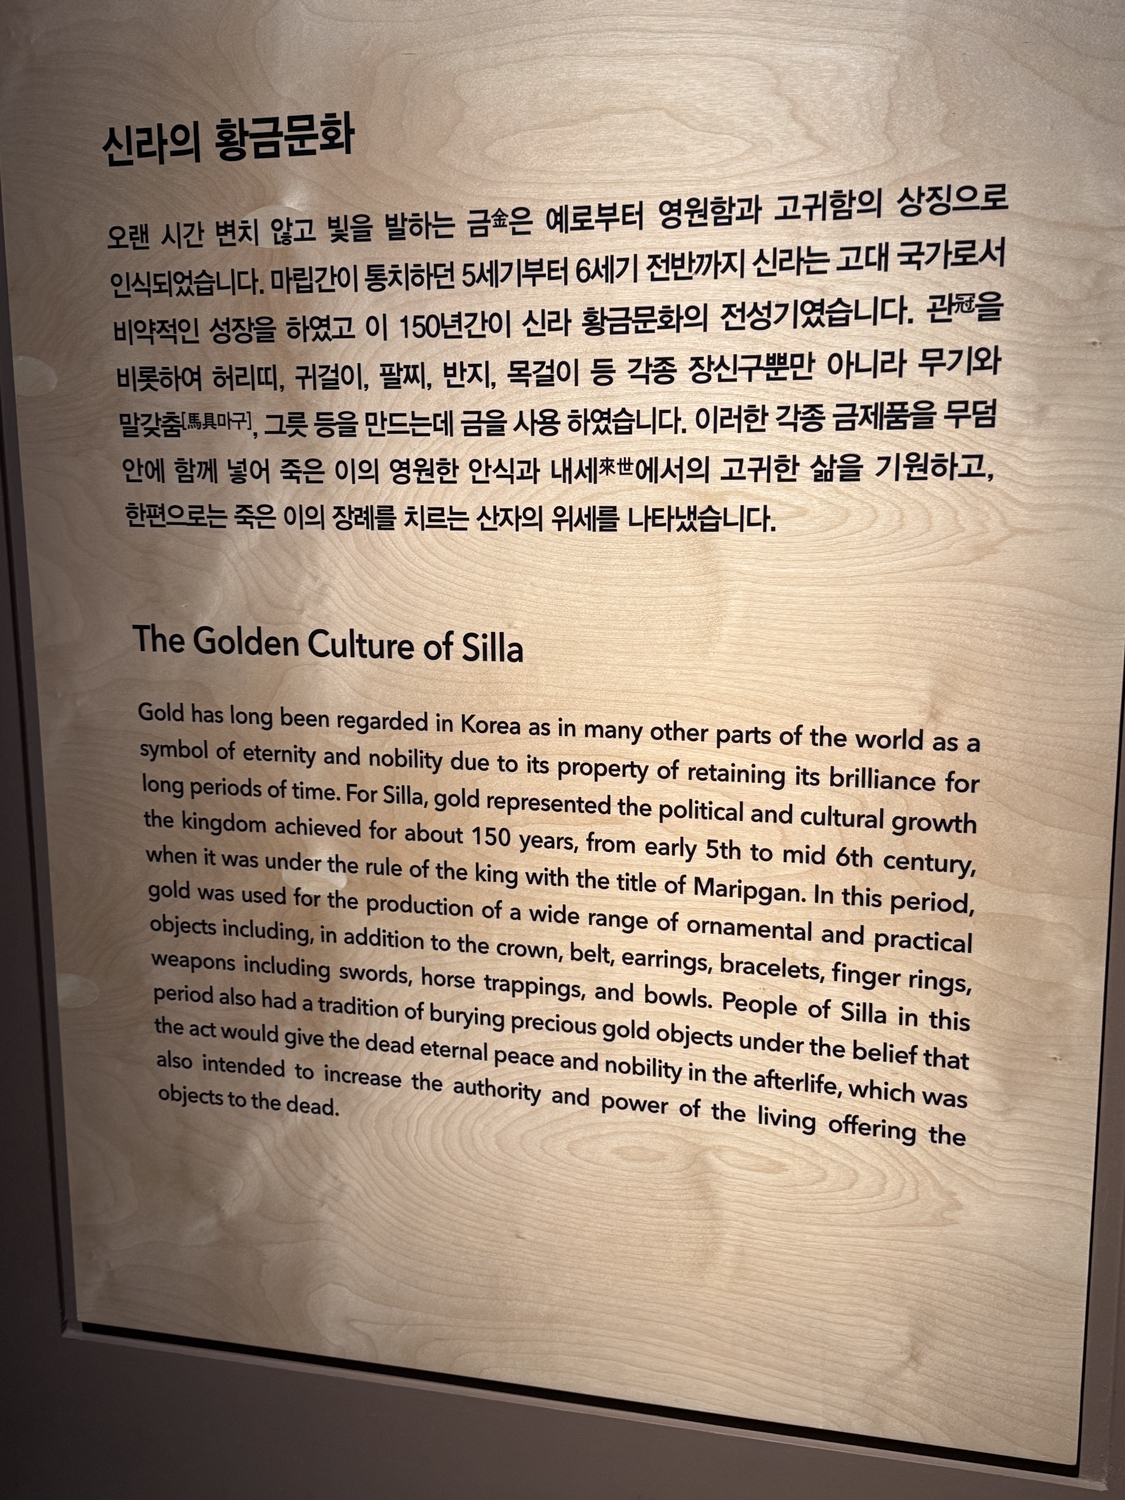 신라의 황금문화
오랜 시간 변치 않고 빛을 발하는 금金은 예로부터 영원함과 고귀함의 상징으로
인식되었습니다. 마립간이 통치하던 5세기부터 6세기 전반까지 신라는 고대 국가로서
비약적인 성장을 하였고 이 150년간이 신라 황금문화의 전성기였습니다. 관冠을
비롯하여 허리띠, 귀걸이, 팔찌, 반지, 목걸이 등 각종 장신구뿐만 아니라 무기와
말갖춤[馬具마구], 그릇 등을 만드는데 금을 사용 하였습니다. 이러한 각종 금제품을 무덤
안에 함께 넣어 죽은 이의 영원한 안식과 내세來世에서의 고귀한 삶을 기원하고,
한편으로는 죽은 이의 장례를 치르는 산자의 위세를 나타냈습니다.
The Golden Culture of Silla
Gold has long been regarded in Korea as in many other parts of the world as a
symbol of eternity and nobility due to its property of retaining its brilliance for
long periods of time. For Silla, gold represented the political and cultural growth
the kingdom achieved for about 150 years, from early 5th to mid 6th century,
when it was under the rule of the king with the title of Maripgan. In this period,
gold was used for the production of a wide range of ornamental and practical
objects including, in addition to the crown, belt, earrings, bracelets, finger rings,
weapons including swords, horse trappings, and bowls. People of Silla in this
period also had a tradition of burying precious gold objects under the belief that
the act would give the dead eternal peace and nobility in the afterlife, which was
also intended to increase the authority and power of the living offering the
objects to the dead.